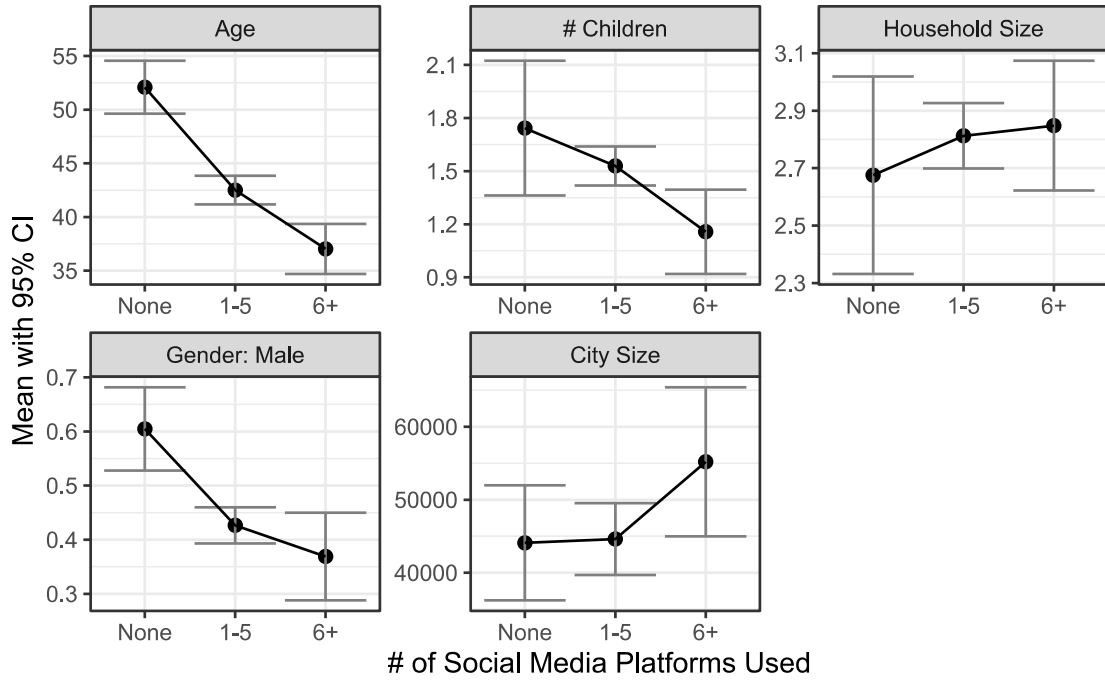 Age
# Children
Household Size
55
50
45
40
35
2.1
1.8
1.5
1.2
0.9
3.1
2.9
2.7
2.5
2.3
None 1-5 6+
None 1-5 6+
None 1-5 6+
Mean with 95% CI
Gender: Male
City Size
0.7
0.6
0.5
0.4
0.3
60000
50000
40000
None 1-5 6+
None 1-5 6+
# of Social Media Platforms Used